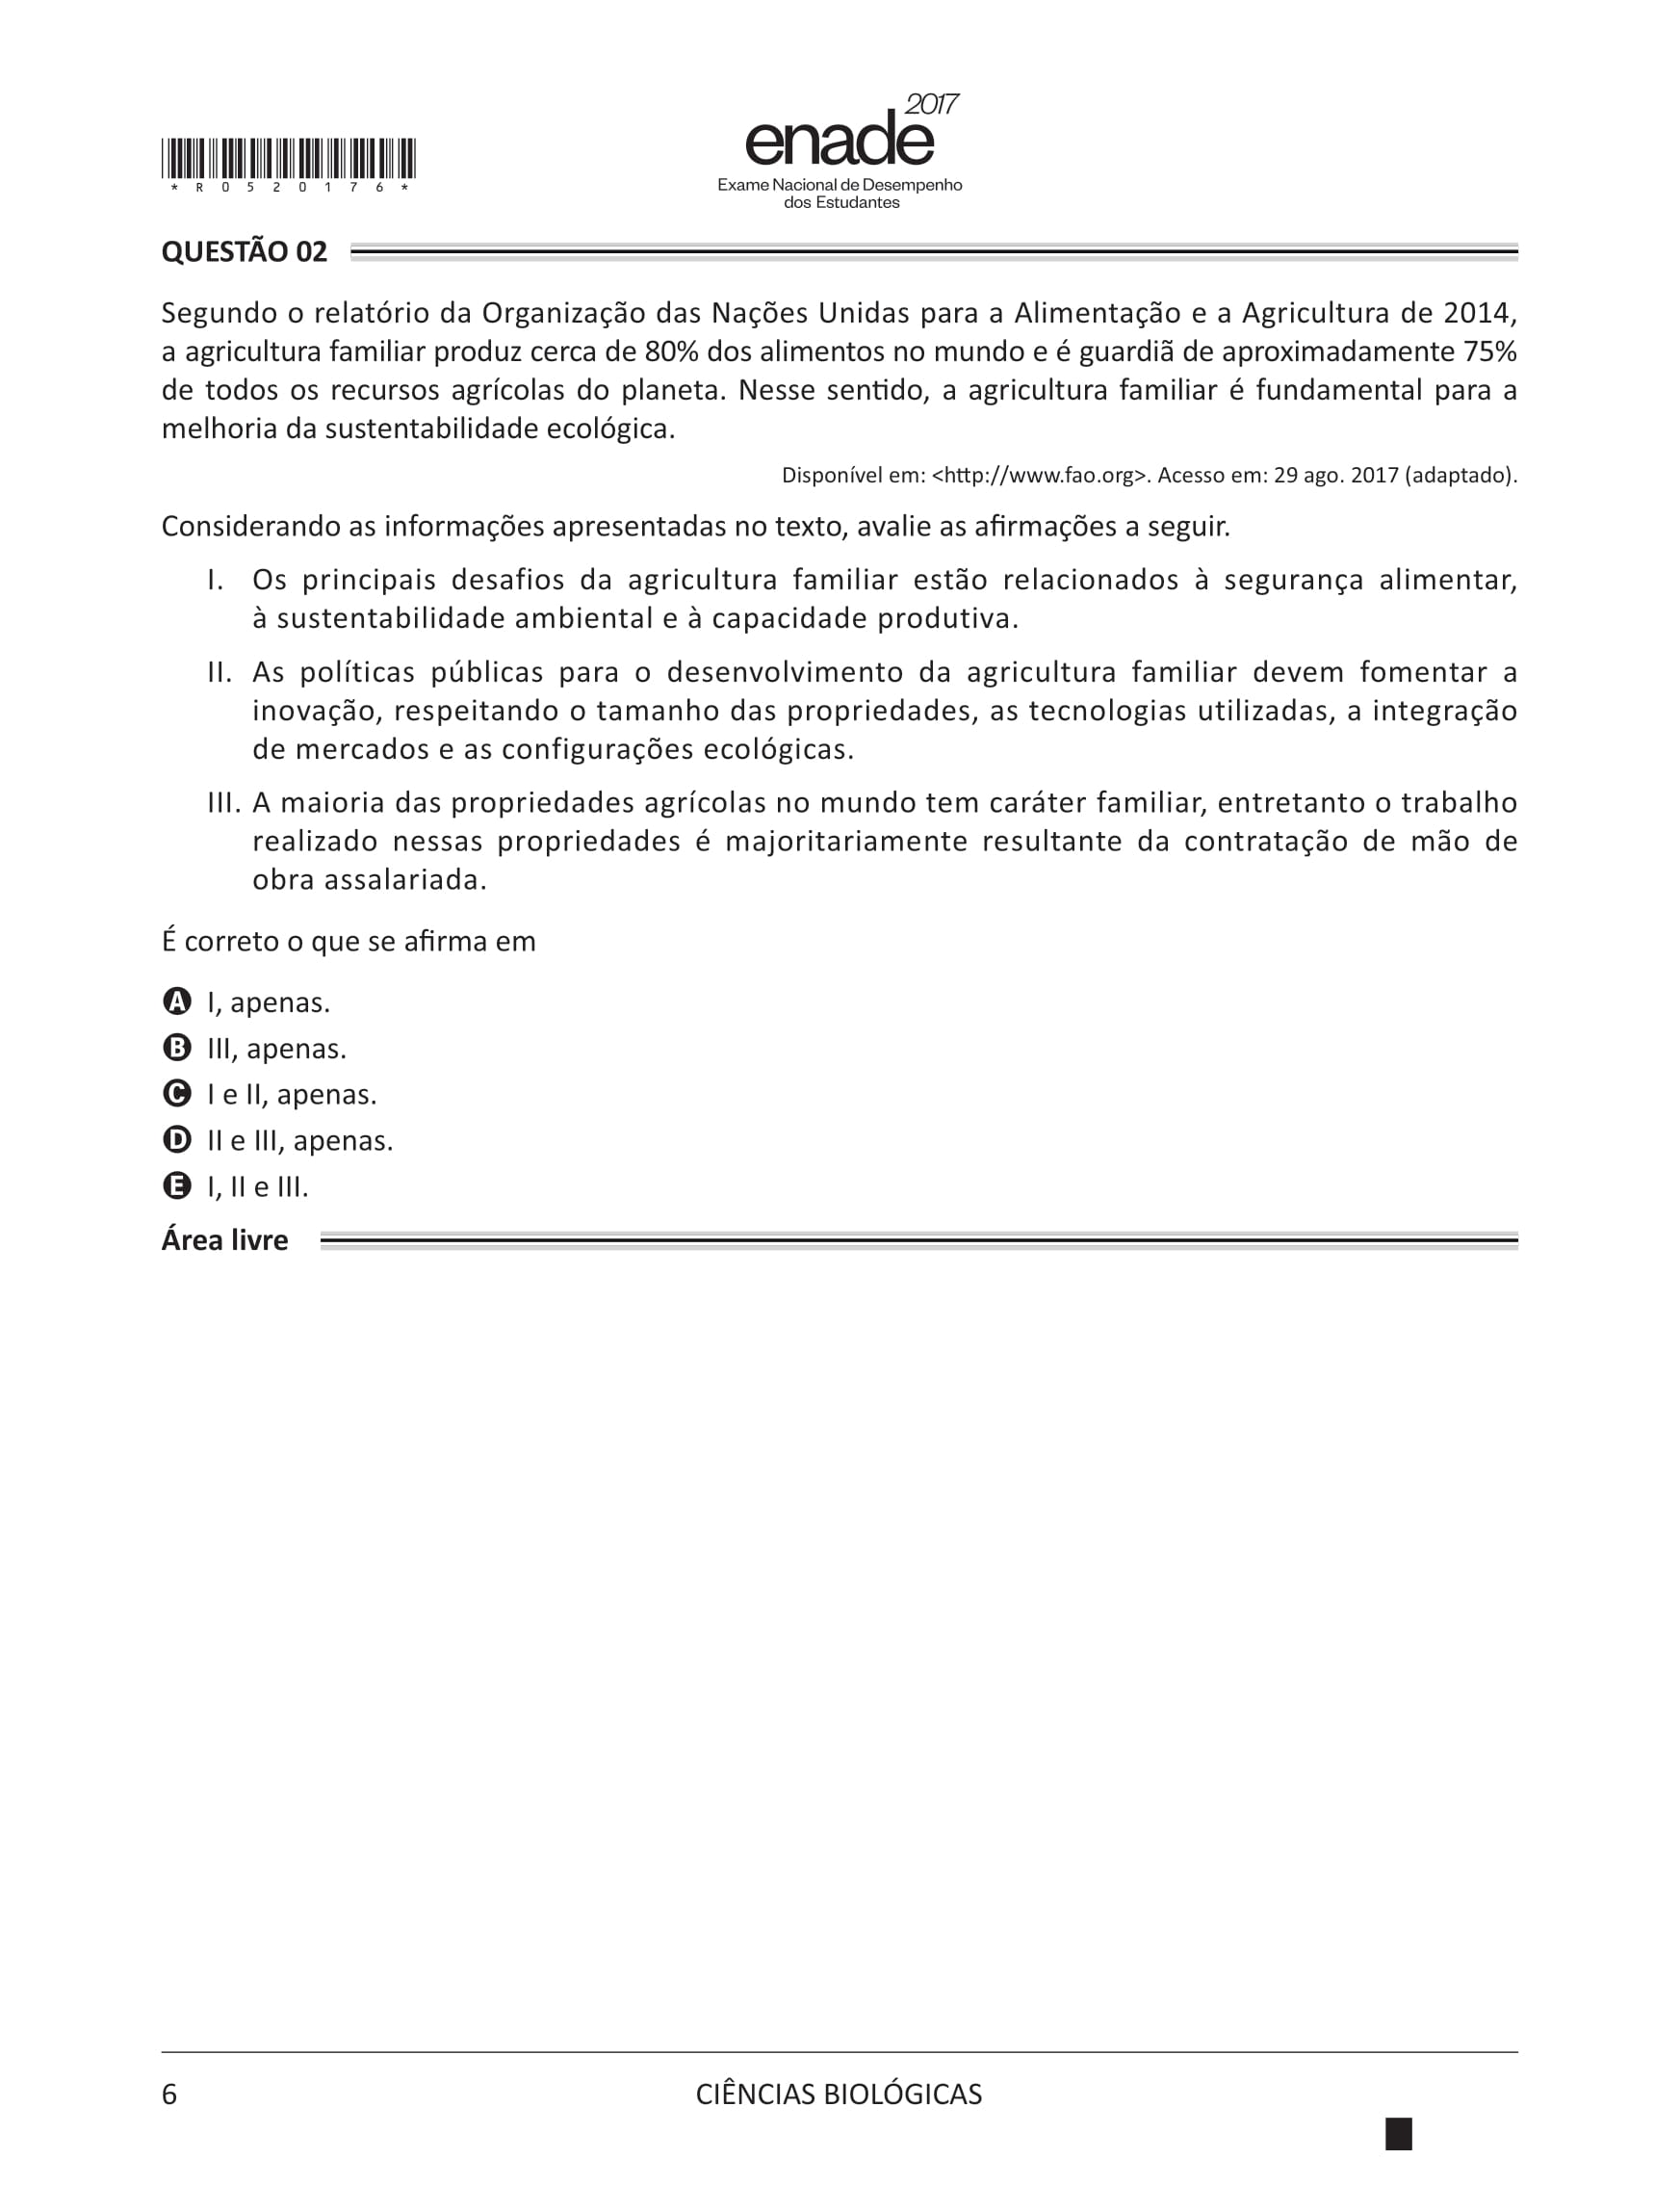 2017
enade
Exame Nacional de Desempenho
dos Estudantes
*R0520176*
QUESTÃO 02
Segundo o relatório da Organização das Nações Unidas para a Alimentação e a Agricultura de 2014,
a agricultura familiar produz cerca de 80% dos alimentos no mundo e é guardiã de aproximadamente 75%
de todos os recursos agrícolas do planeta. Nesse sentido, a agricultura familiar é fundamental para a
melhoria da sustentabilidade ecológica.
Disponível em: <http://www.fao.org>. Acesso em: 29 ago. 2017 (adaptado).
Considerando as informações apresentadas no texto, avalie as afirmações a seguir.
I. Os principais desafios da agricultura familiar estão relacionados à segurança alimentar,
à sustentabilidade ambiental e à capacidade produtiva.
II. As políticas públicas para o desenvolvimento da agricultura familiar devem fomentar a
inovação, respeitando o tamanho das propriedades, as tecnologias utilizadas, a integração
de mercados e as configurações ecológicas.
III. A maioria das propriedades agrícolas no mundo tem caráter familiar, entretanto o trabalho
realizado nessas propriedades é majoritariamente resultante da contratação de mão de
obra assalariada.
É correto o que se afirma em
A I, apenas.
B III, apenas.
C I e II, apenas.
D II e III, apenas.
E I, II e III.
Área livre
6
CIÊNCIAS BIOLÓGICAS